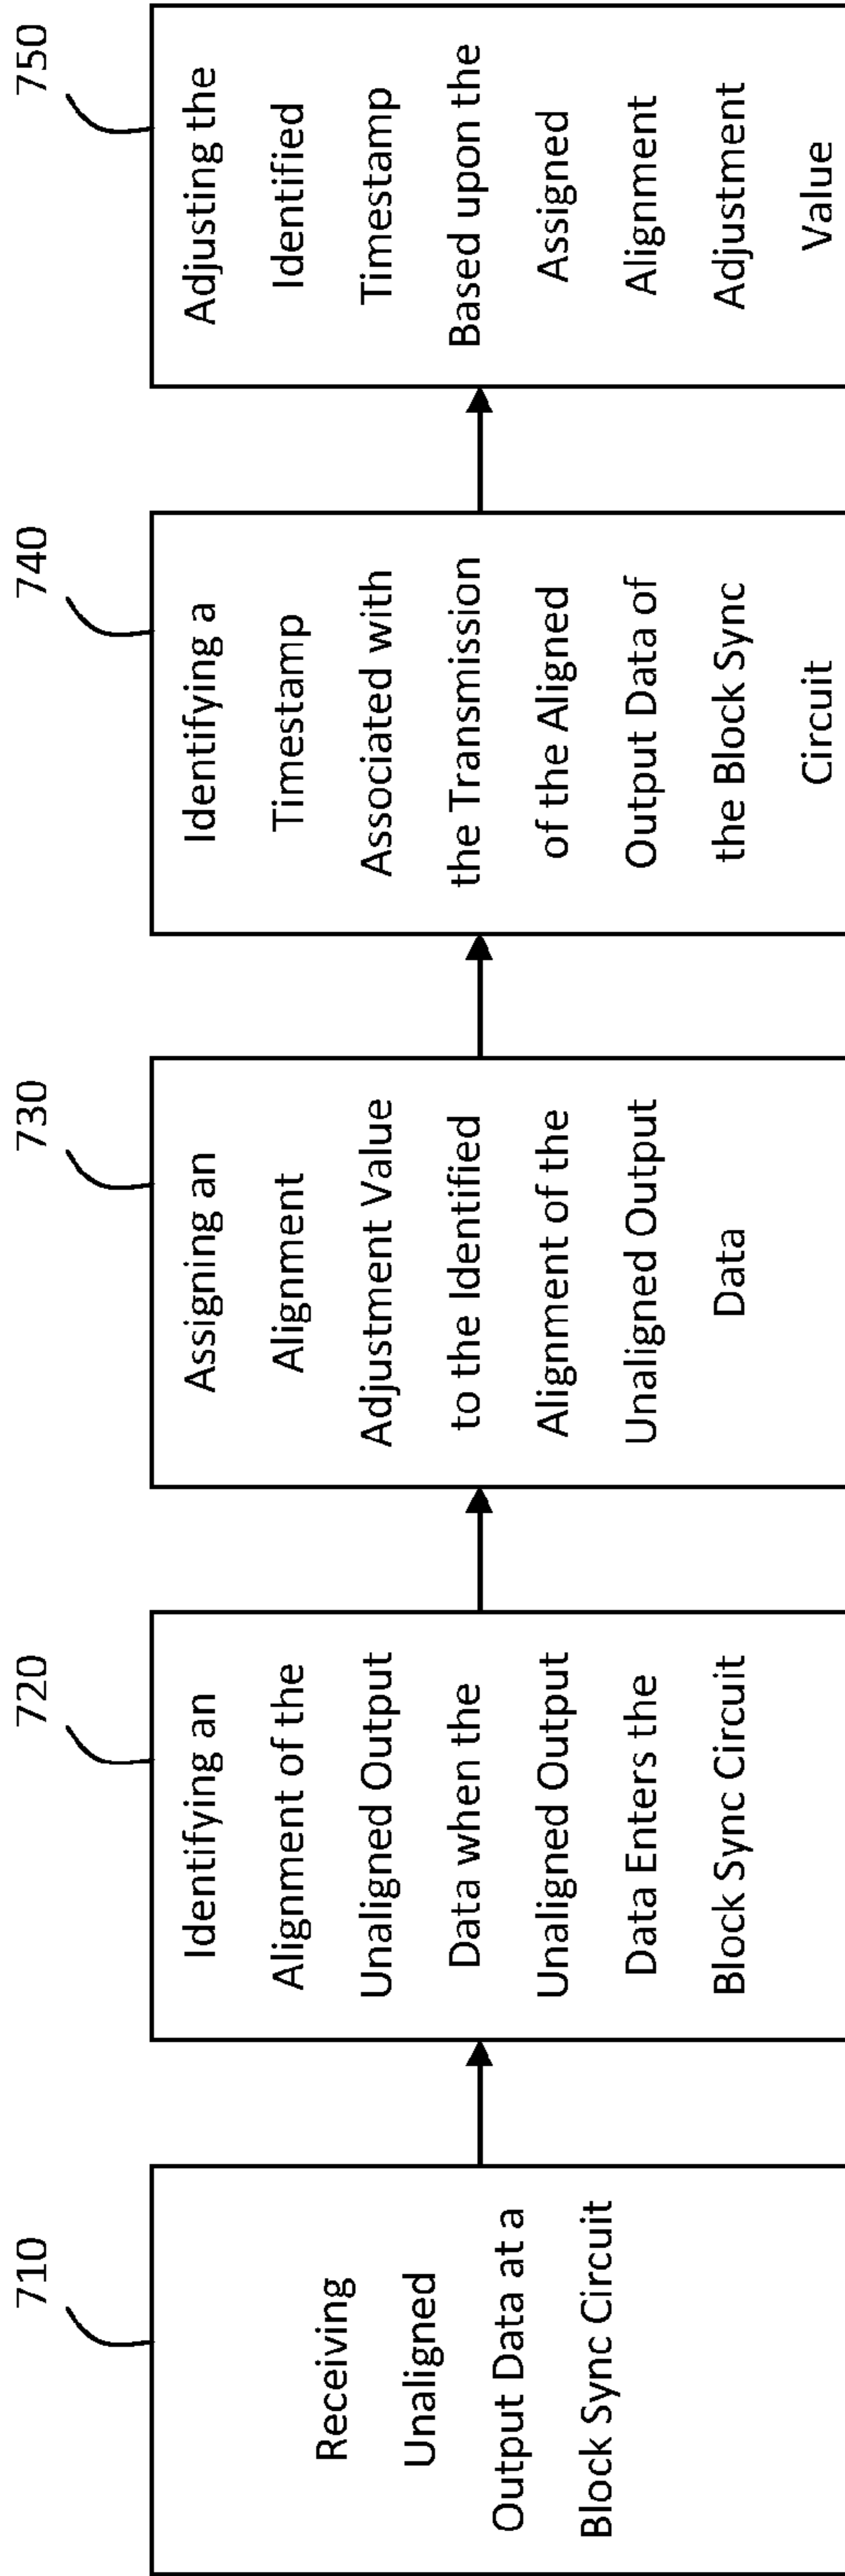 710
Receiving
Unaligned
Output Data at a
Block Sync Circuit
720
Identifying an
Alignment of the
Unaligned Output
Data when the
Unaligned Output
Data Enters the
Block Sync Circuit
730
Assigning an
Alignment
Adjustment Value
to the Identified
Alignment of the
Unaligned Output
Data
740
Identifying a
Timestamp
Associated with
the Transmission
of the Aligned
Output Data of
the Block Sync
Circuit
750
Adjusting the
Identified
Timestamp
Based upon the
Assigned
Alignment
Adjustment
Value